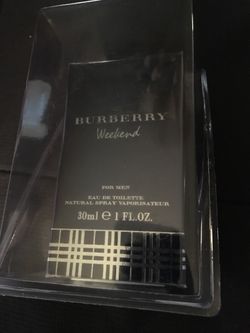 BURBERRY
Weekend
FOR MEN
EAU DE TOILETTE
NATURAL SPRAY VAPORISATEUR
30ml e 1 FL.OZ.